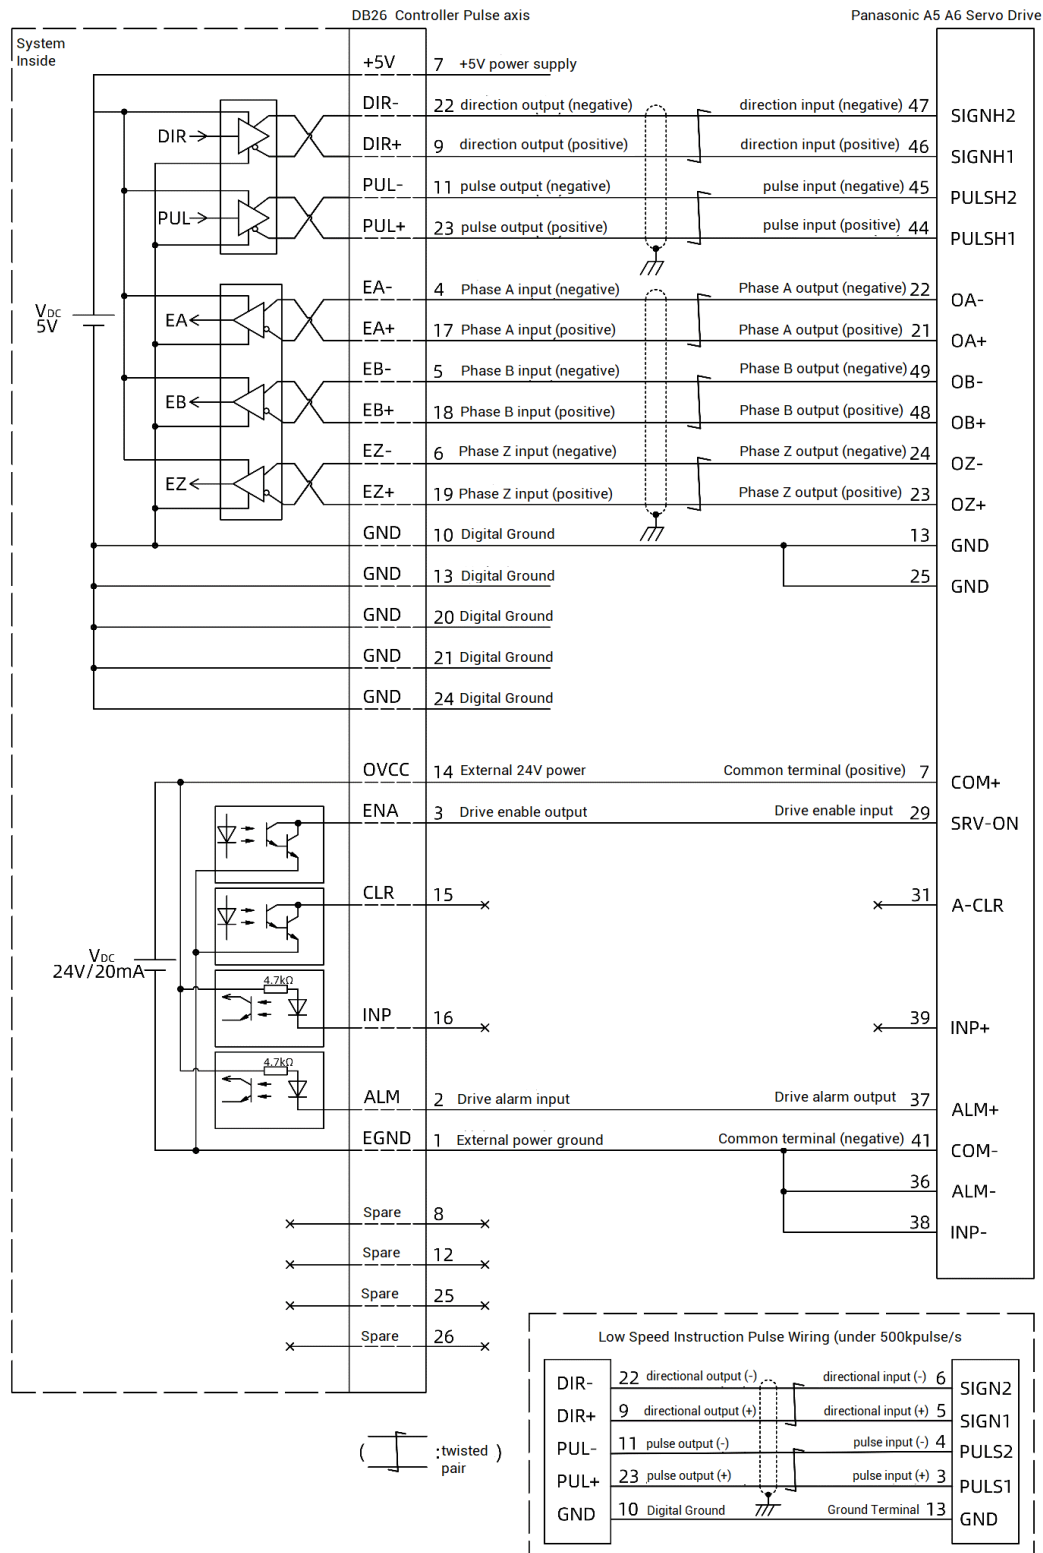 DB26  Controller Pulse axis
Panasonic A5 A6 Servo Drive
System
Inside
+5V 7 +5V power supply
DIR- 22 direction output (negative) direction input (negative) 47 SIGNH2
DIR
DIR+ 9 direction output (positive) direction input (positive) 46 SIGNH1
PUL- 11 pulse output (negative) pulse input (negative) 45 PULSH2
PUL
PUL+ 23 pulse output (positive) pulse input (positive) 44 PULSH1
EA- 4 Phase A input (negative) Phase A output (negative) 22 OA-
VDC
5V
EA
EA+ 17 Phase A input (positive) Phase A output (positive) 21 OA+
EB- 5 Phase B input (negative) Phase B output (negative) 49 OB-
EB
EB+ 18 Phase B input (positive) Phase B output (positive) 48 OB+
EZ- 6 Phase Z input (negative) Phase Z output (negative) 24 OZ-
EZ
EZ+ 19 Phase Z input (positive) Phase Z output (positive) 23 OZ+
GND 10 Digital Ground 13 GND
GND 13 Digital Ground 25 GND
GND 20 Digital Ground
GND 21 Digital Ground
GND 24 Digital Ground
OVCC 14 External 24V power Common terminal (positive) 7 COM+
ENA 3 Drive enable output Drive enable input 29 SRV-ON
CLR 15 31 A-CLR
VDC
24V/20mA
4.7kΩ
INP 16 39 INP+
4.7kΩ
ALM 2 Drive alarm input Drive alarm output 37 ALM+
EGND 1 External power ground Common terminal (negative) 41 COM-
36 ALM-
38 INP-
Spare 8
Spare 12
Spare 25
Spare 26
Low Speed Instruction Pulse Wiring (under 500kpulse/s
DIR- 22 directional output (-) directional input (-) 6 SIGN2
DIR+ 9 directional output (+) directional input (+) 5 SIGN1
PUL- 11 pulse output (-) pulse input (-) 4 PULS2
PUL+ 23 pulse output (+) pulse input (+) 3 PULS1
GND 10 Digital Ground Ground Terminal 13 GND
( :twisted )
pair